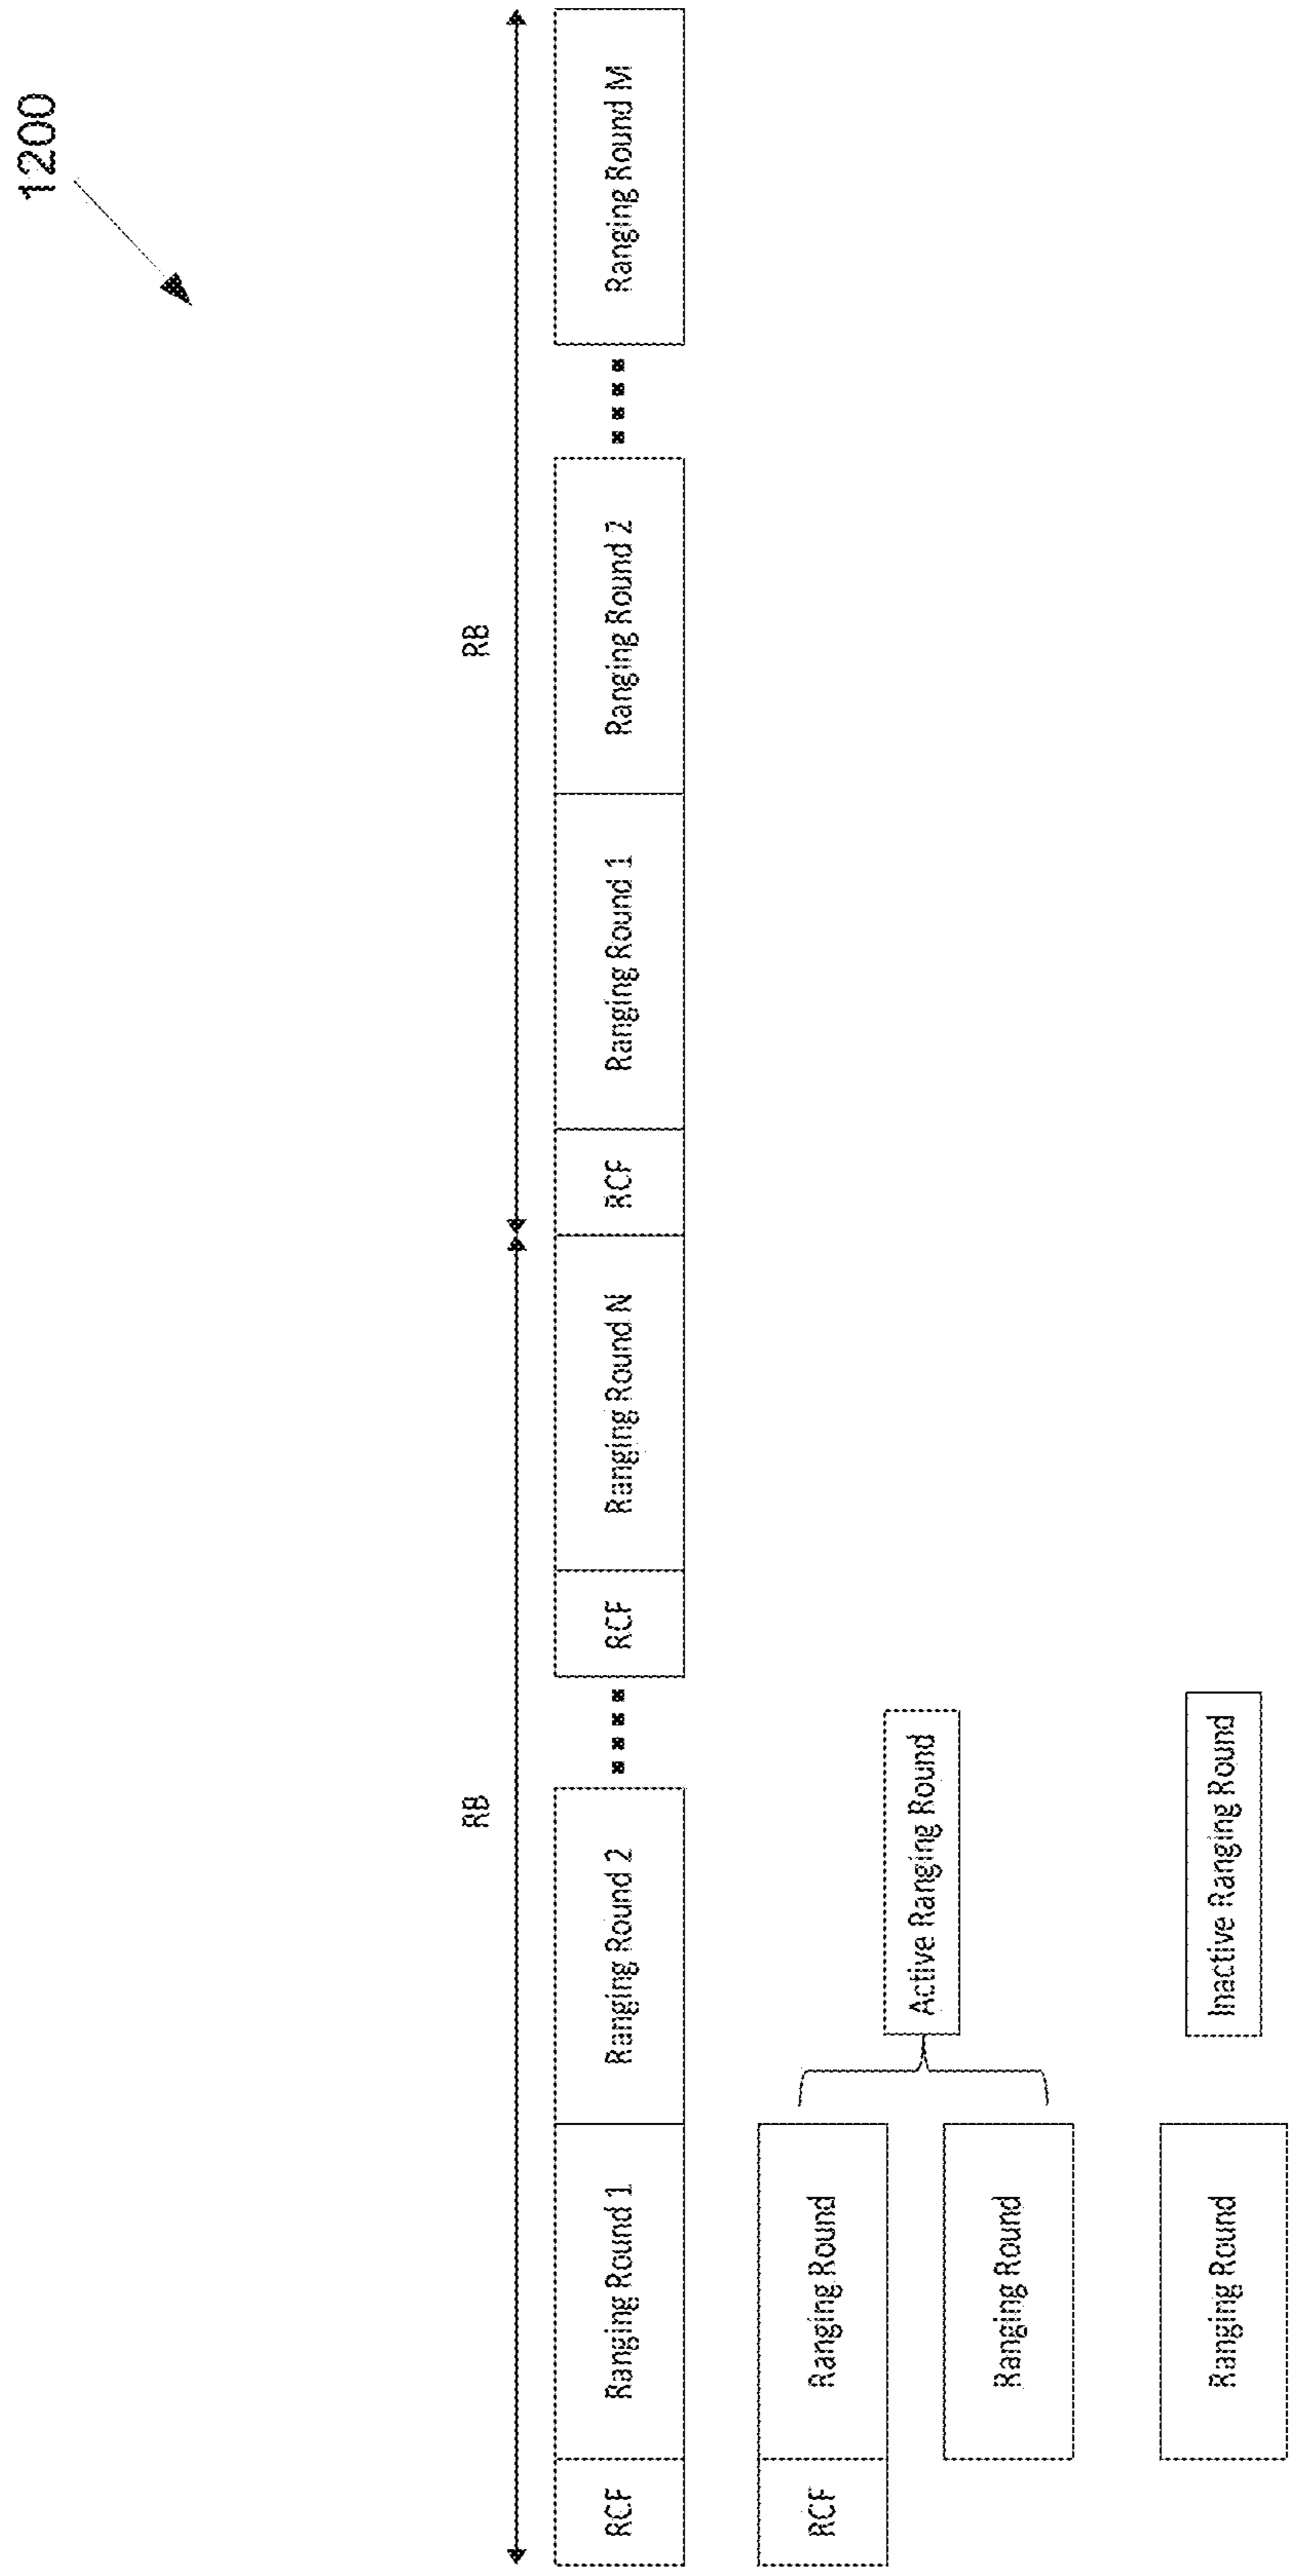 1200
RB
RB
RCF
Ranging Round 1
Ranging Round 2
RCF
Ranging Round N
RCF
Ranging Round 1
Ranging Round 2
Ranging Round M
RCF
Ranging Round
Active Ranging Round
Ranging Round
Ranging Round
Inactive Ranging Round